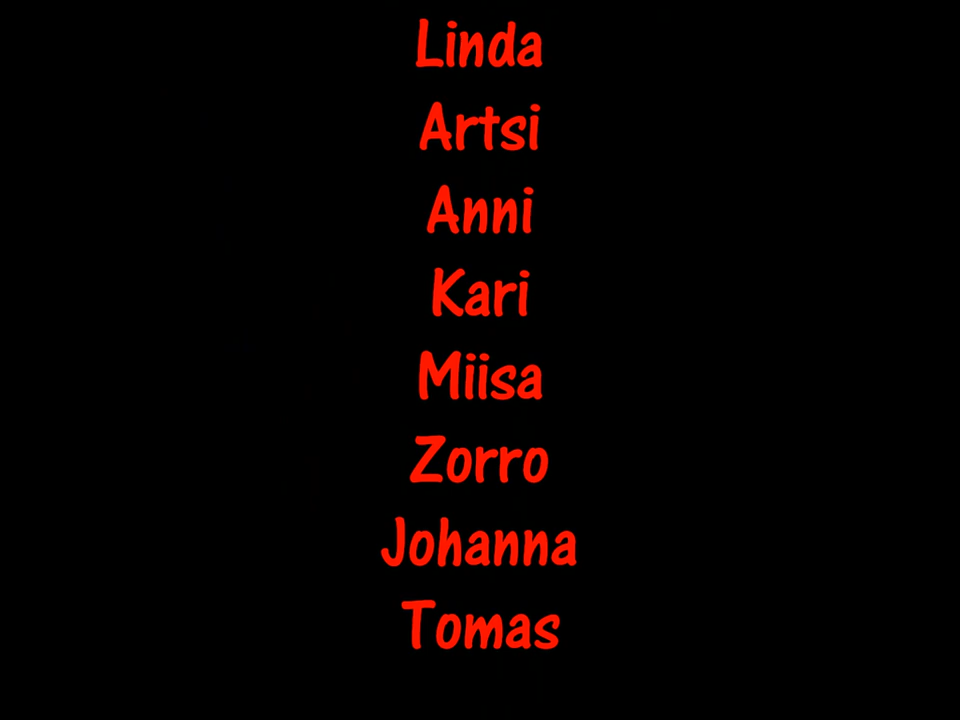 Linda
Artsi
Anni
Kari
Miisa
Zorro
Johanna
Tomas